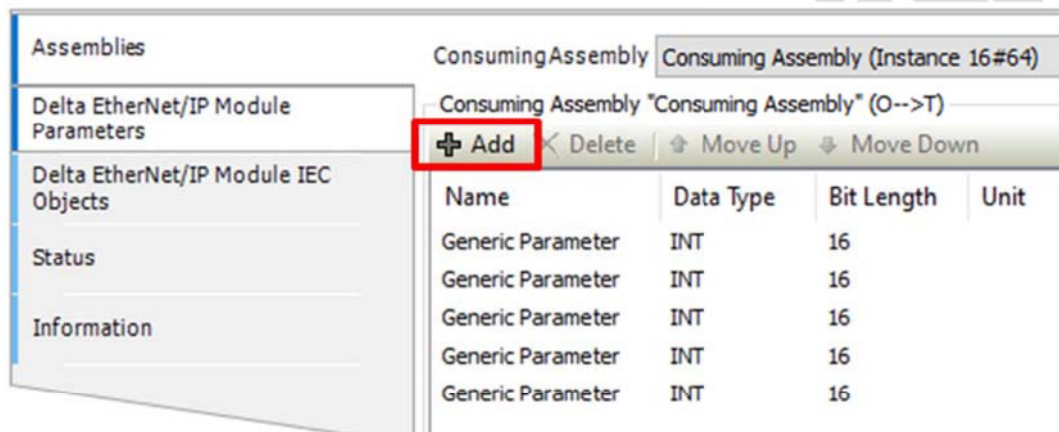 Assemblies
Delta EtherNet/IP Module
Parameters
Delta EtherNet/IP Module IEC
Objects
Status
Information
Consuming Assembly Consuming Assembly (Instance 16#64)
Consuming Assembly "Consuming Assembly" (O-->T)
Add Delete Move Up Move Down
Name Data Type Bit Length Unit
Generic Parameter INT 16
Generic Parameter INT 16
Generic Parameter INT 16
Generic Parameter INT 16
Generic Parameter INT 16